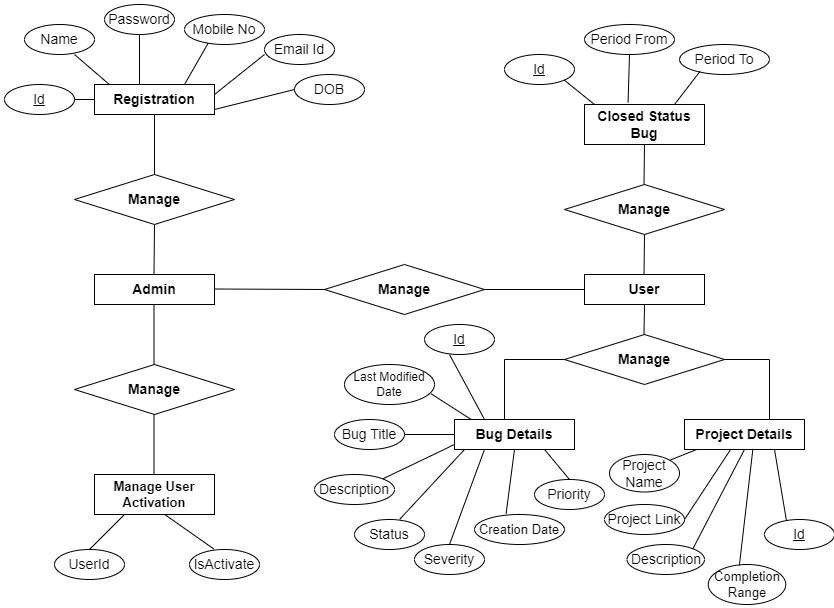 Password
Name
Mobile No
Email Id
Id
Registration
DOB
Manage
Period From
Id
Period To
Closed Status
Bug
Manage
Admin
Manage
User
Manage
Manage User
Activation
UserId
IsActivate
Manage
Id
Last Modified
Date
Bug Title
Bug Details
Description
Status
Severity
Creation Date
Priority
Project Details
Project
Name
Project Link
Description
Completion
Range
Id